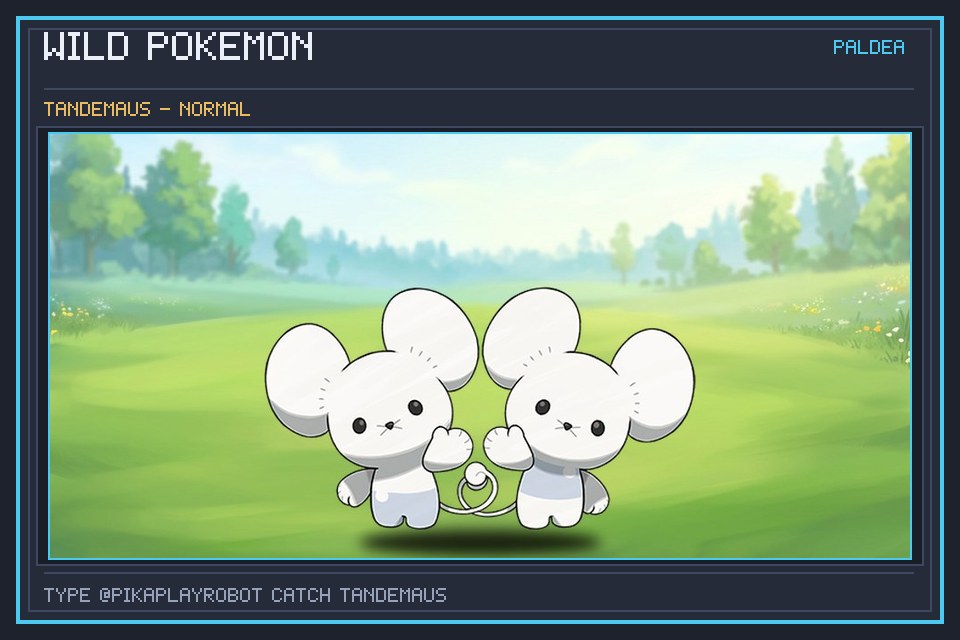 WILD POKEMON
PALDEA
TANDEMAUS - NORMAL
TYPE @PIKAPLAYROBOT CATCH TANDEMAUS